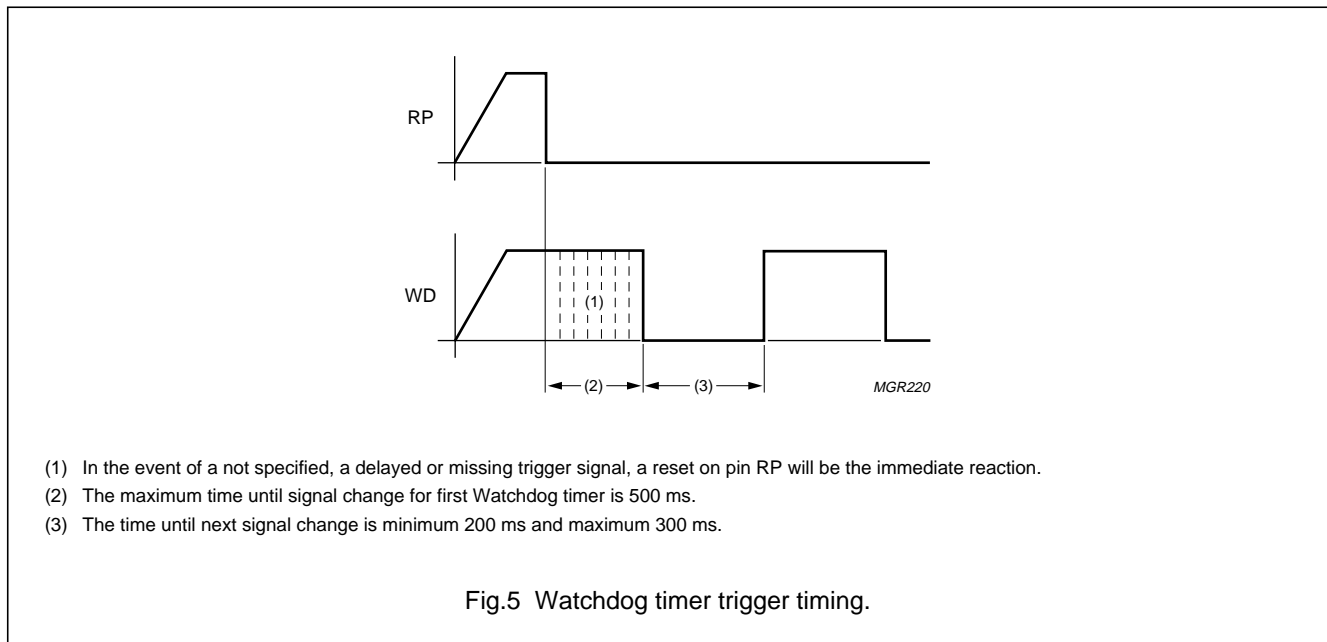 RP
WD
(1)
(2)
(3)
MGR220
(1) In the event of a not specified, a delayed or missing trigger signal, a reset on pin RP will be the immediate reaction.
(2) The maximum time until signal change for first Watchdog timer is 500 ms.
(3) The time until next signal change is minimum 200 ms and maximum 300 ms.
Fig.5 Watchdog timer trigger timing.